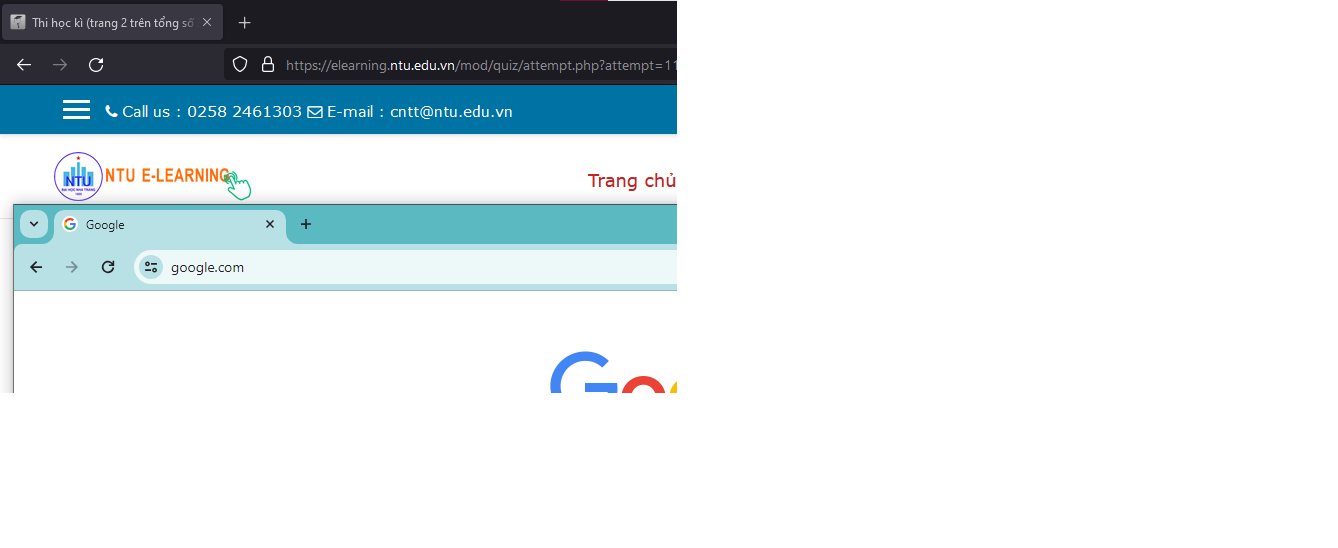 Thi học kì (trang 2 trên tổng số
https://elearning.ntu.edu.vn/mod/quiz/attempt.php?attempt=11
Call us : 0258 2461303 E-mail : cntt@ntu.edu.vn
NTU
NTU E-LEARNING
Trang chủ
Google
google.com
Goo